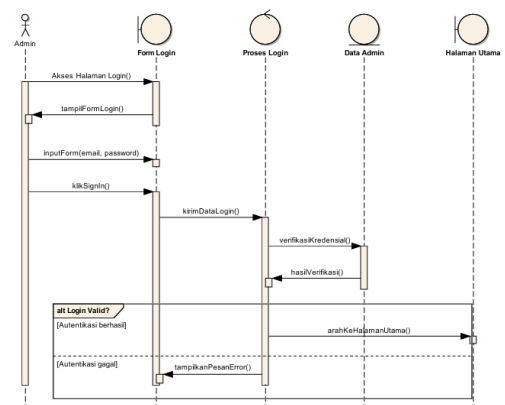 Admin
Form Login
Proses Login
Data Admin
Halaman Utama
Akses Halaman Login()
tampilFormLogin()
inputForm(email, password)
klikSignIn()
kirimDataLogin()
verifikasiKredensial()
hasilVerifikasi()
alt Login Valid?
[Autentikasi berhasil]
arahKeHalamanUtama()
[Autentikasi gagal]
tampilkanPesanError()